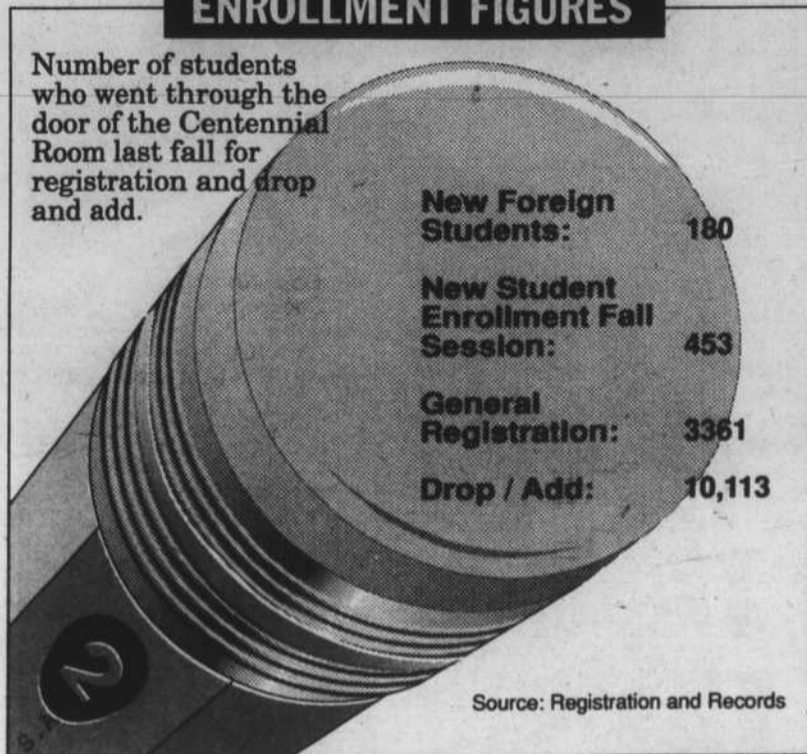 ENROLLMENT FIGURES
Number of students
who went through the
door of the Centennial
Room last fall for
registration and drop
and add.
New Foreign
Students: 180
New Student
Enrollment Fall
Session: 453
General
Registration: 3361
Drop / Add: 10,113
2
Source: Registration and Records